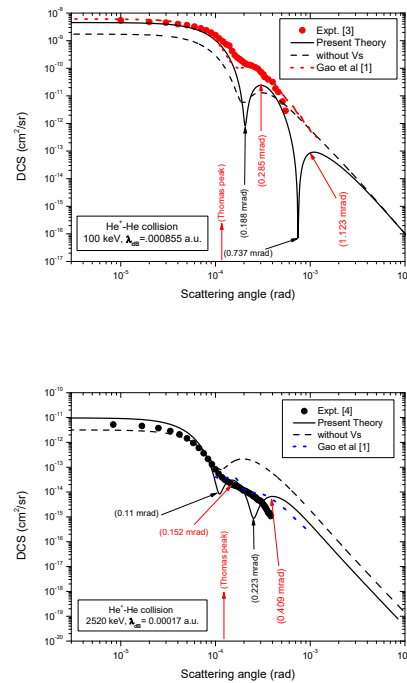 10⁻⁸
10⁻⁹
10⁻¹⁰
10⁻¹¹
10⁻¹²
10⁻¹³
10⁻¹⁴
10⁻¹⁵
10⁻¹⁶
10⁻¹⁷
DCS (cm²/sr)
Expt. [3]
Present Theory
without Vs
Gao et al [1]
(Thomas peak)
(0.188 mrad)
(0.285 mrad)
(0.737 mrad)
(1.123 mrad)
He⁺-He collision
100 keV, λdB=.000855 a.u.
10⁻⁵
10⁻⁴
10⁻³
10
Scattering angle (rad)
10⁻¹⁰
10⁻¹¹
10⁻¹²
10⁻¹³
10⁻¹⁴
10⁻¹⁵
10⁻¹⁶
10⁻¹⁷
10⁻¹⁸
10⁻¹⁹
10⁻²⁰
DCS (cm²/sr)
Expt. [4]
Present Theory
without Vs
Gao et al [1]
(0.11 mrad)
(0.152 mrad)
(Thomas peak)
(0.223 mrad)
(0.409 mrad)
He⁺-He collision
2520 keV, λdB = 0.00017 a.u.
10⁻⁵
10⁻⁴
10⁻³
10
Scattering angle (rad)